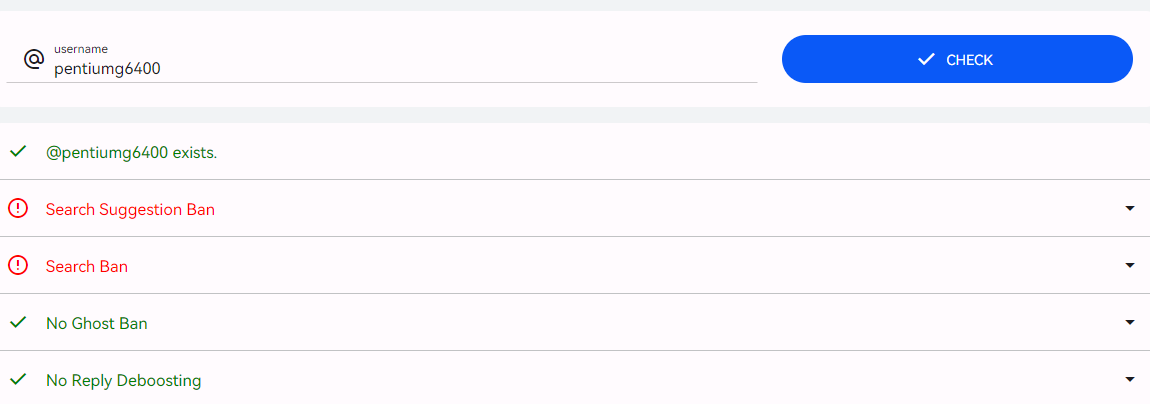 @ username
pentiumg6400
CHECK
@pentiumg6400 exists.
Search Suggestion Ban
Search Ban
No Ghost Ban
No Reply Deboosting